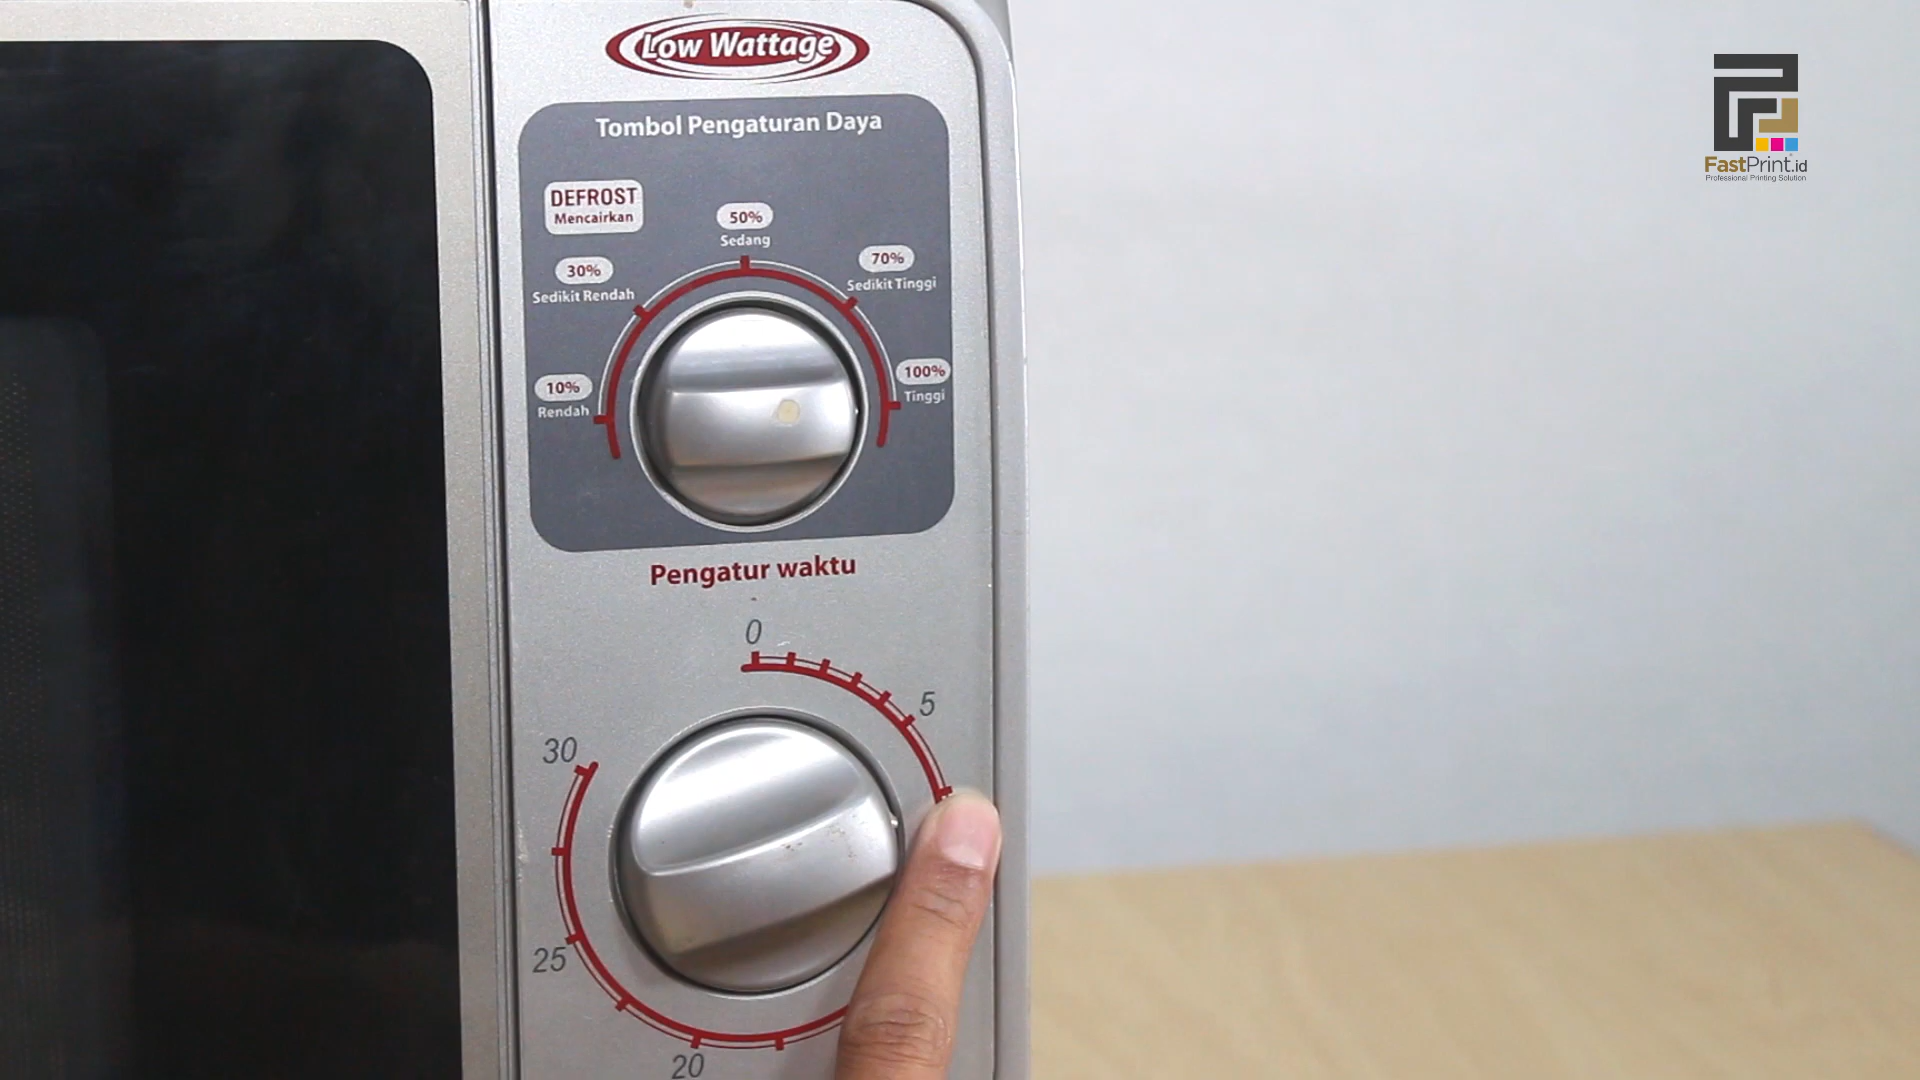 Low Wattage
Tombol Pengaturan Daya
DEFROST
Mencairkan
50%
Sedang
30%
Sedikit Rendah
70%
Sedikit Tinggi
10%
Rendah
100%
Tinggi
Pengatur waktu
0
5
30
25
20
FastPrint.id
Professional Printing Solution